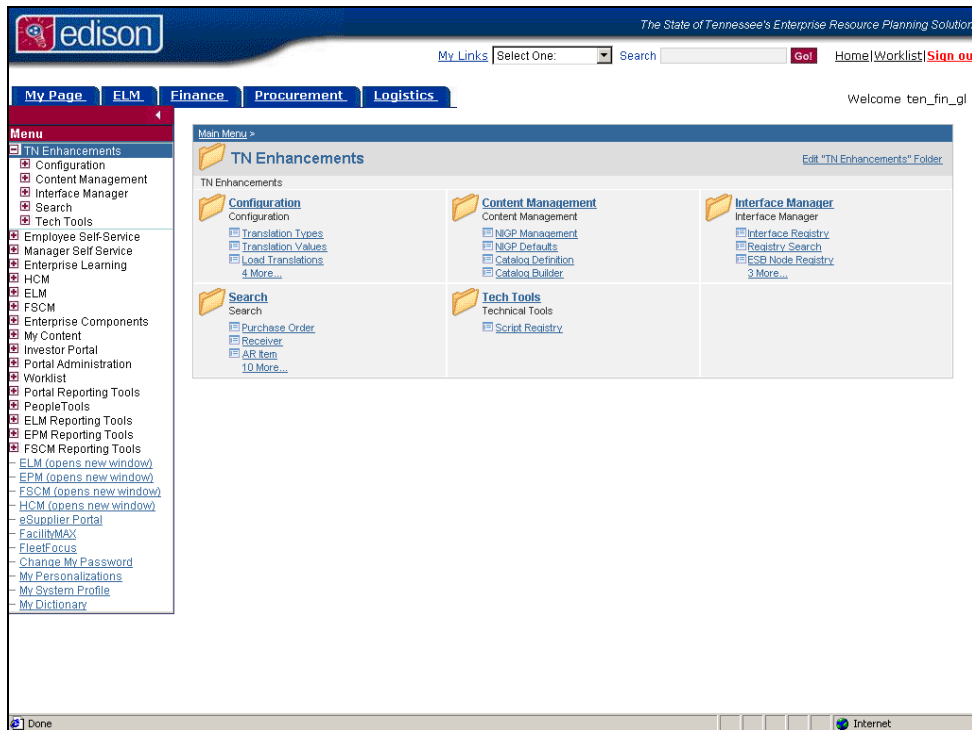 edison
The State of Tennessee's Enterprise Resource Planning Solution
My Links Select One: Search Go! Home|Worklist|Sign ou
My Page ELM Finance Procurement Logistics
Welcome ten_fin_gl
Menu
TN Enhancements
Configuration
Content Management
Interface Manager
Search
Tech Tools
Employee Self-Service
Manager Self Service
Enterprise Learning
HCM
ELM
FSCM
Enterprise Components
My Content
Investor Portal
Portal Administration
Worklist
Portal Reporting Tools
PeopleTools
ELM Reporting Tools
EPM Reporting Tools
FSCM Reporting Tools
ELM (opens new window)
EPM (opens new window)
FSCM (opens new window)
HCM (opens new window)
eSupplier Portal
FacilityMAX
FleetFocus
Change My Password
My Personalizations
My System Profile
My Dictionary
Main Menu >
TN Enhancements
Edit "TN Enhancements" Folder
TN Enhancements
Configuration
Configuration
Translation Types
Translation Values
Load Translations
4 More...
Content Management
Content Management
NIGP Management
NIGP Defaults
Catalog Definition
Catalog Builder
Interface Manager
Interface Manager
Interface Registry
Registry Search
ESB Node Registry
3 More...
Search
Search
Purchase Order
Receiver
AR Item
10 More...
Tech Tools
Technical Tools
Script Registry
Done
Internet